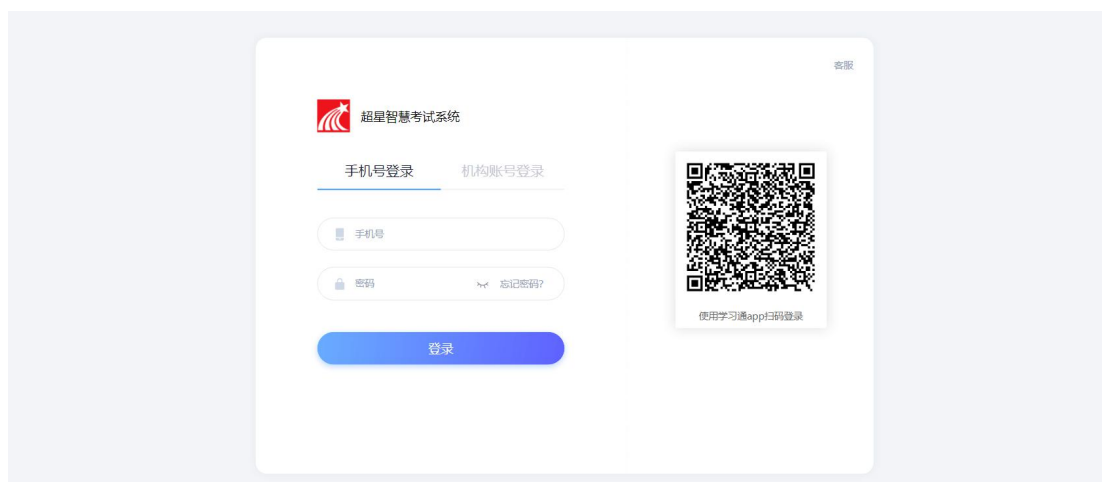 客服
超星智慧考试系统
手机号登录 机构账号登录
手机号
密码 忘记密码?
登录
使用学习通app扫码登录